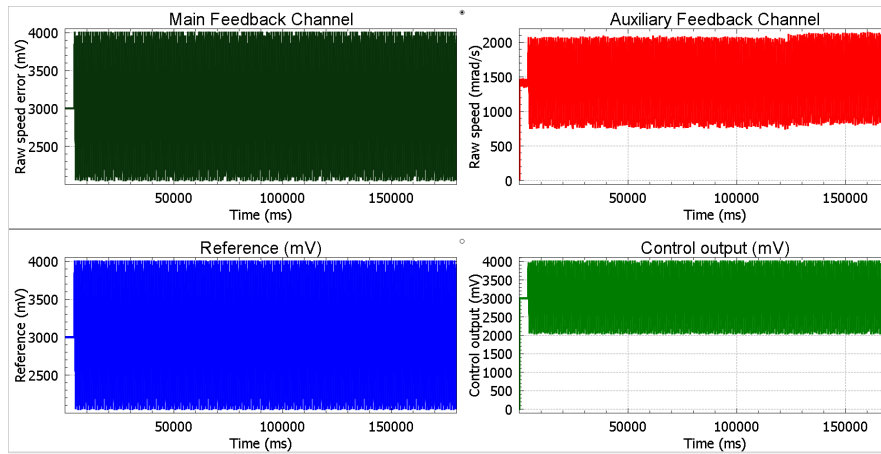 Main Feedback Channel
Raw speed error (mV)
4000
3500
3000
2500
50000 100000 150000
Time (ms)
Auxiliary Feedback Channel
Raw speed (mrad/s)
2000
1500
1000
500
0
50000 100000 150000
Time (ms)
Reference (mV)
Reference (mV)
4000
3500
3000
2500
50000 100000 150000
Time (ms)
Control output (mV)
Control output (mV)
4000
3500
3000
2500
2000
1500
1000
500
0
50000 100000 150000
Time (ms)